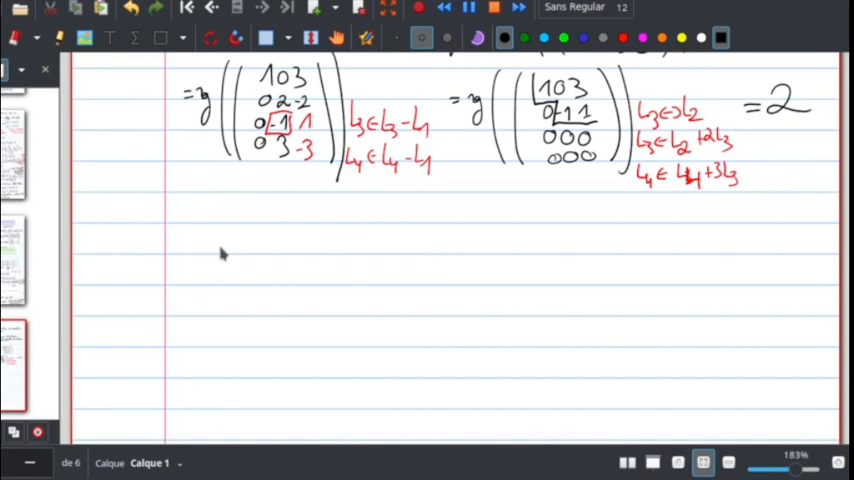 Sans Regular 12
= rg ( ( 1 0 3
0 2 -2
0 -1 1
0 3 -3 ) )
L3 ← L3 - L1
L4 ← L4 - L1
= rg ( ( 1 0 3
0 -1 1
0 0 0
0 0 0 ) )
L3 ↔ L2
L3 ← L2 + 2L3
L4 ← L4 + 3L3
= 2
de 6 Calque Calque 1 183%